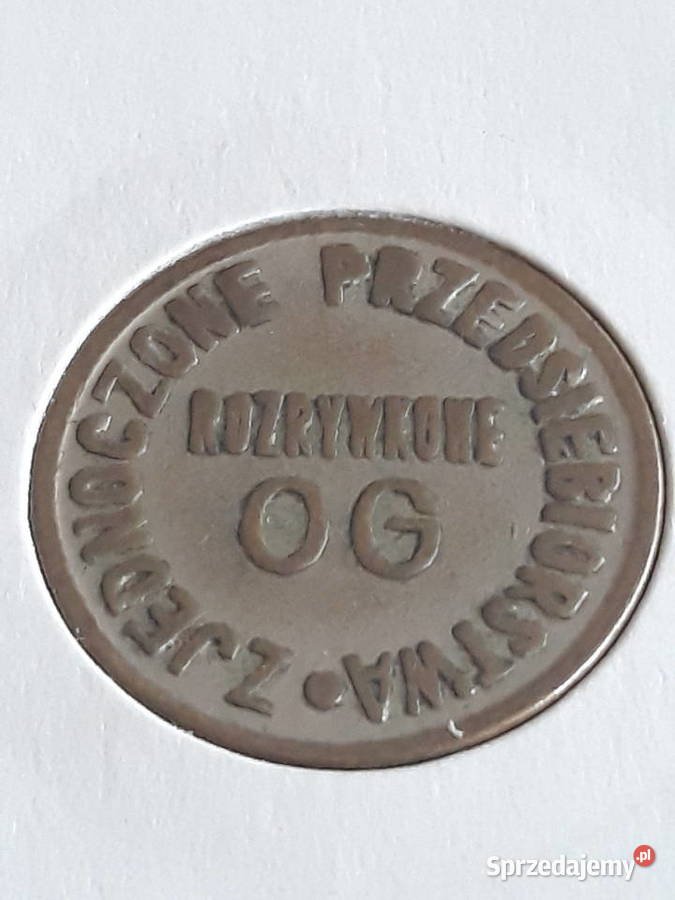 ZJEDNOCZONE PRZEDSIEBIORSTWA •
ROZRYWKOWE
OG
Sprzedajemy.pl